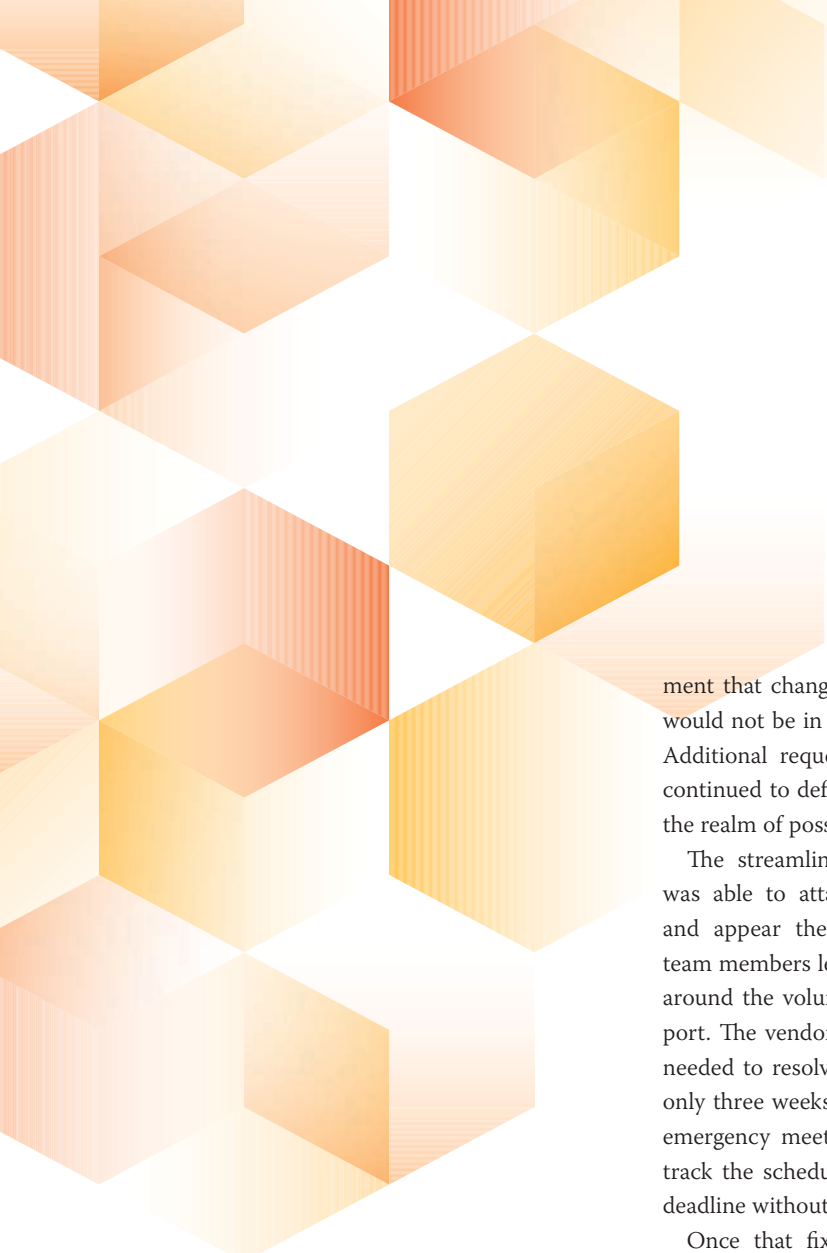 ment that chang
would not be in
Additional reque
continued to def
the realm of poss
The streamlin
was able to atta
and appear the
team members le
around the volu
port. The vendo
needed to resolv
only three weeks
emergency meet
track the schedu
deadline without
Once that fix